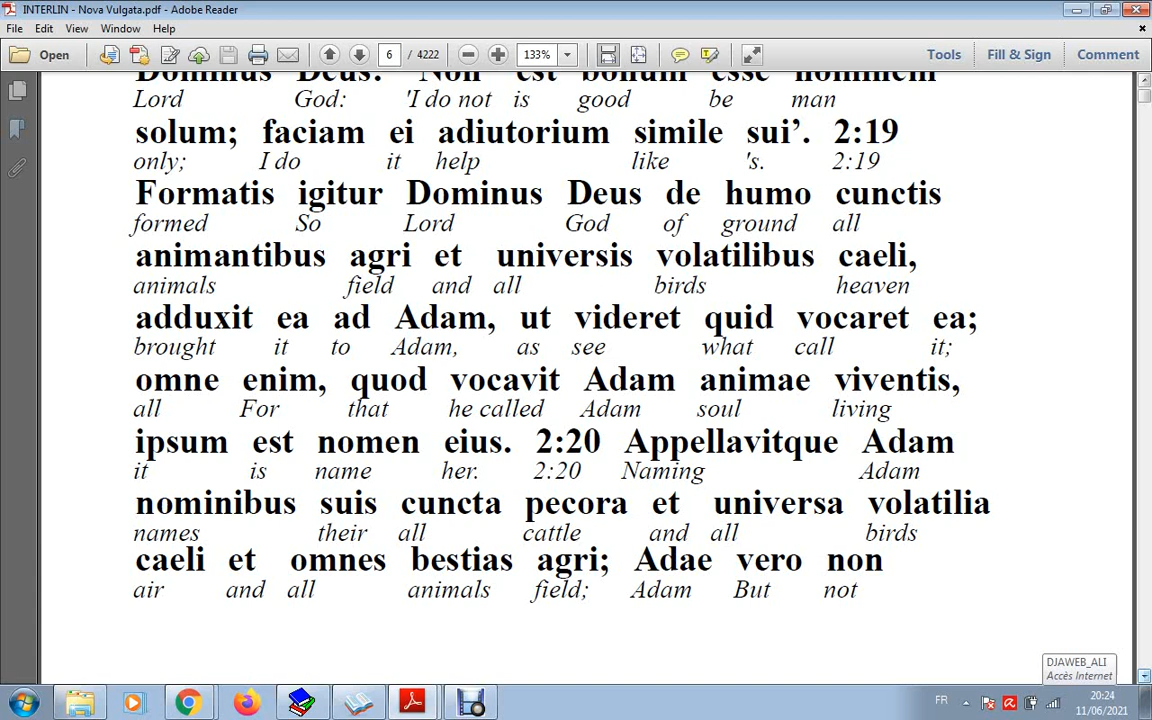 INTERLIN - Nova Vulgata.pdf - Adobe Reader
File Edit View Window Help
Open 6 / 4222 133% Tools Fill & Sign Comment
Dominus Deus: 'Non est bonum esse hominem
Lord God: 'I do not is good be man
solum; faciam ei adiutorium simile sui’. 2:19
only; I do it help like 's. 2:19
Formatis igitur Dominus Deus de humo cunctis
formed So Lord God of ground all
animantibus agri et universis volatilibus caeli,
animals field and all birds heaven
adduxit ea ad Adam, ut videret quid vocaret ea;
brought it to Adam, as see what call it;
omne enim, quod vocavit Adam animae viventis,
all For that he called Adam soul living
ipsum est nomen eius. 2:20 Appellavitque Adam
it is name her. 2:20 Naming Adam
nominibus suis cuncta pecora et universa volatilia
names their all cattle and all birds
caeli et omnes bestias agri; Adae vero non
air and all animals field; Adam But not
DJAWEB_ALI
Accès Internet
FR 20:24
11/06/2021